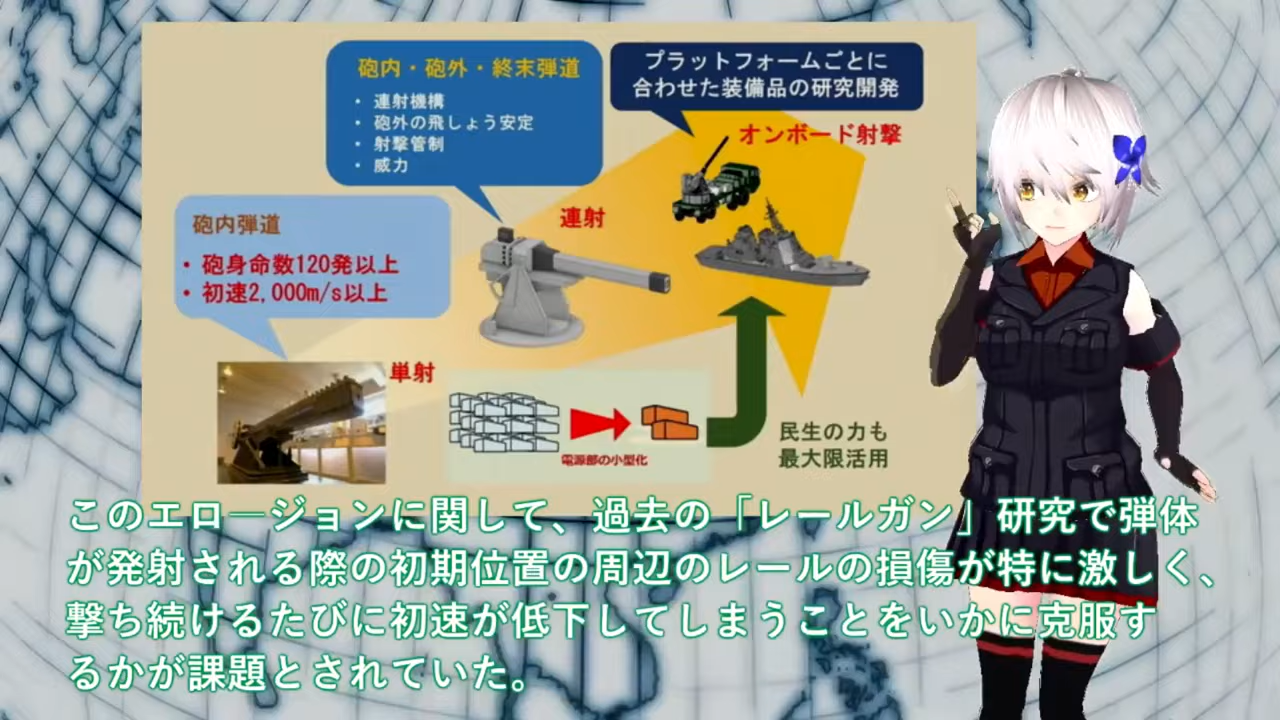 砲内・砲外・終末弾道
・ 連射機構
・ 砲外の飛しょう安定
・ 射撃管制
・ 威力
プラットフォームごとに
合わせた装備品の研究開発
オンボード射撃
連射
砲内弾道
・ 砲身命数120発以上
・ 初速2,000m/s以上
単射
電源部の小型化
民生の力も
最大限活用
このエロ―ジョンに関して、過去の「レールガン」研究で弾体
が発射される際の初期位置の周辺のレールの損傷が特に激しく、
撃ち続けるたびに初速が低下してしまうことをいかに克服す
るかが課題とされていた。